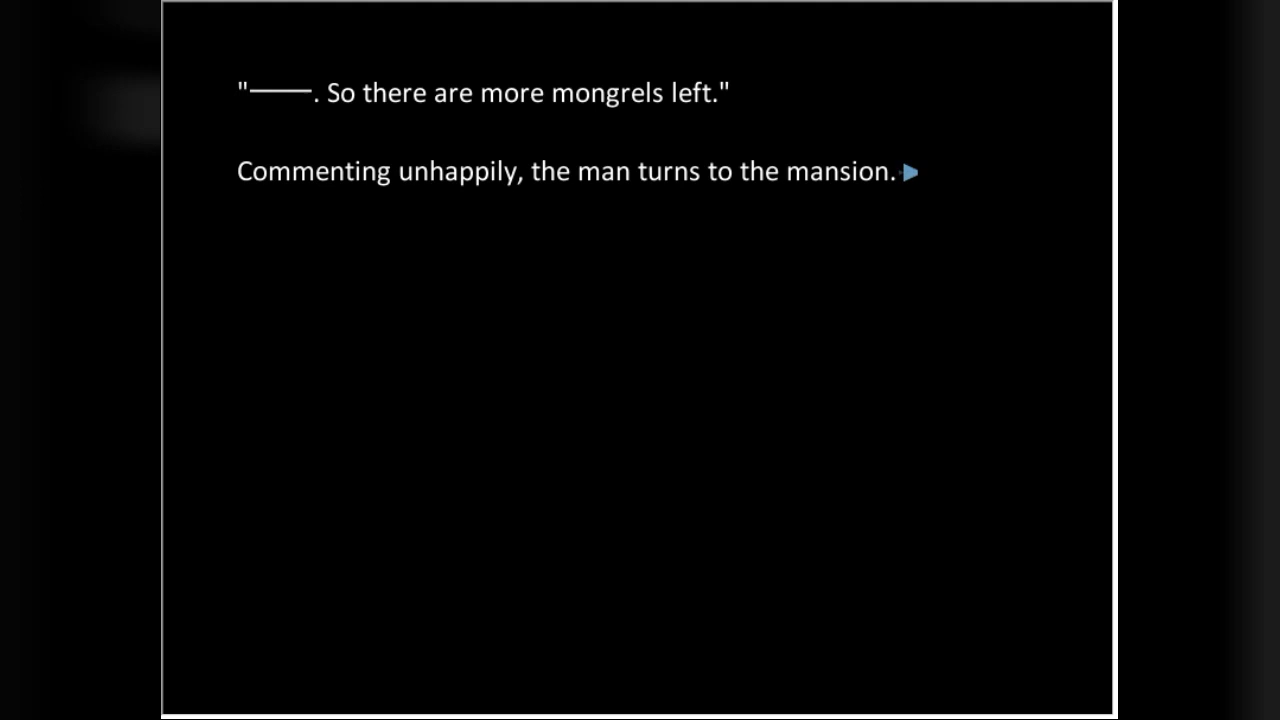 "───. So there are more mongrels left."
Commenting unhappily, the man turns to the mansion.